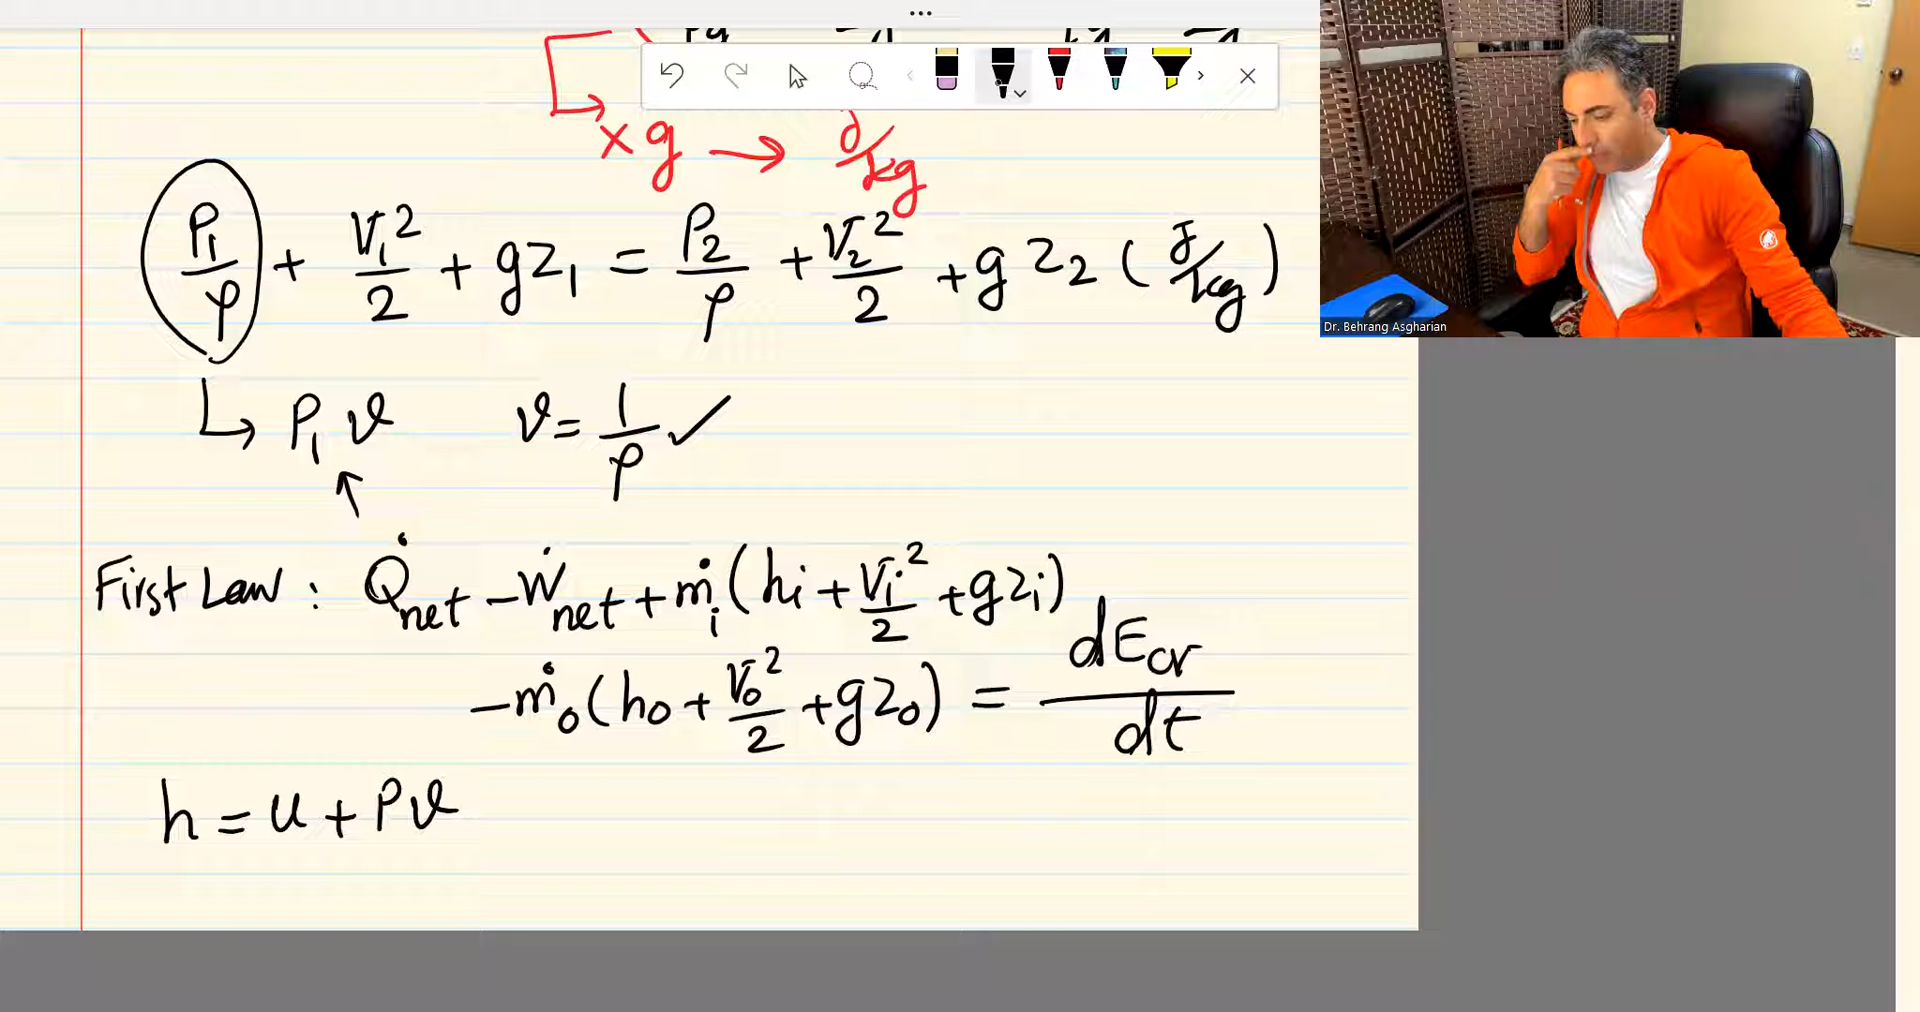 × g → J/kg
P₁/ρ + V₁²/2 + gz₁ = P₂/ρ + V₂²/2 + gz₂ (J/kg)
↳ P₁ v v = 1/ρ ✓
↑
First Law : Q̇net − Ẇnet + ṁi (hi + Vi²/2 + gzi)
− ṁo (ho + Vo²/2 + gzo) = dEcv/dt
h = u + Pv
Dr. Behrang Asgharian